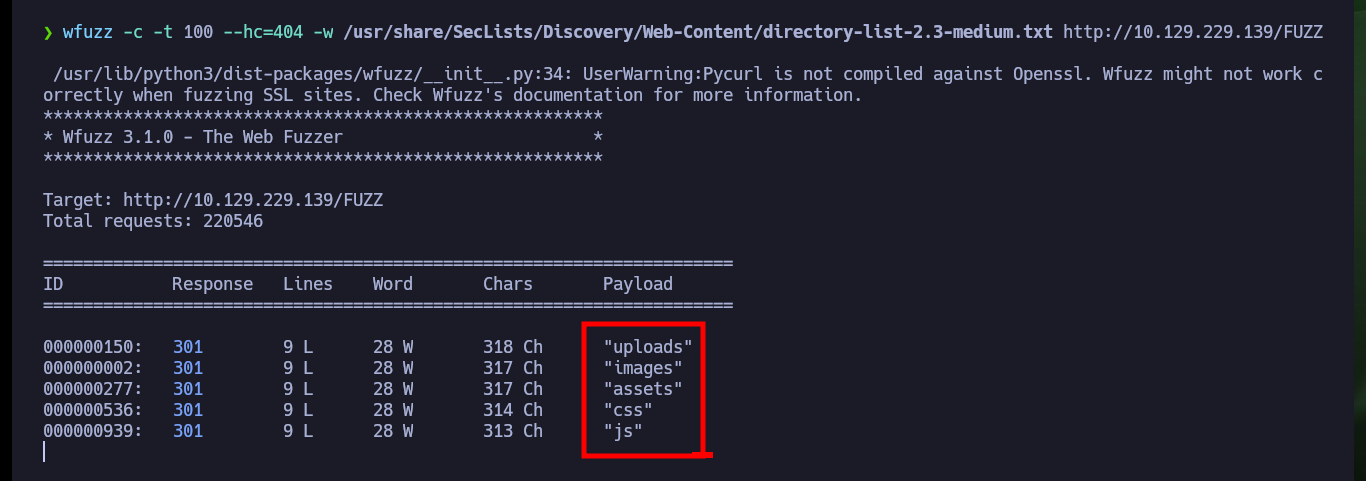 ❯ wfuzz -c -t 100 --hc=404 -w /usr/share/SecLists/Discovery/Web-Content/directory-list-2.3-medium.txt http://10.129.229.139/FUZZ
/usr/lib/python3/dist-packages/wfuzz/__init__.py:34: UserWarning:Pycurl is not compiled against Openssl. Wfuzz might not work c
orrectly when fuzzing SSL sites. Check Wfuzz's documentation for more information.
********************************************************
* Wfuzz 3.1.0 - The Web Fuzzer                         *
********************************************************
Target: http://10.129.229.139/FUZZ
Total requests: 220546
=====================================================================
ID           Response   Lines    Word       Chars       Payload
=====================================================================
000000150:   301        9 L      28 W       318 Ch      "uploads"
000000002:   301        9 L      28 W       317 Ch      "images"
000000277:   301        9 L      28 W       317 Ch      "assets"
000000536:   301        9 L      28 W       314 Ch      "css"
000000939:   301        9 L      28 W       313 Ch      "js"